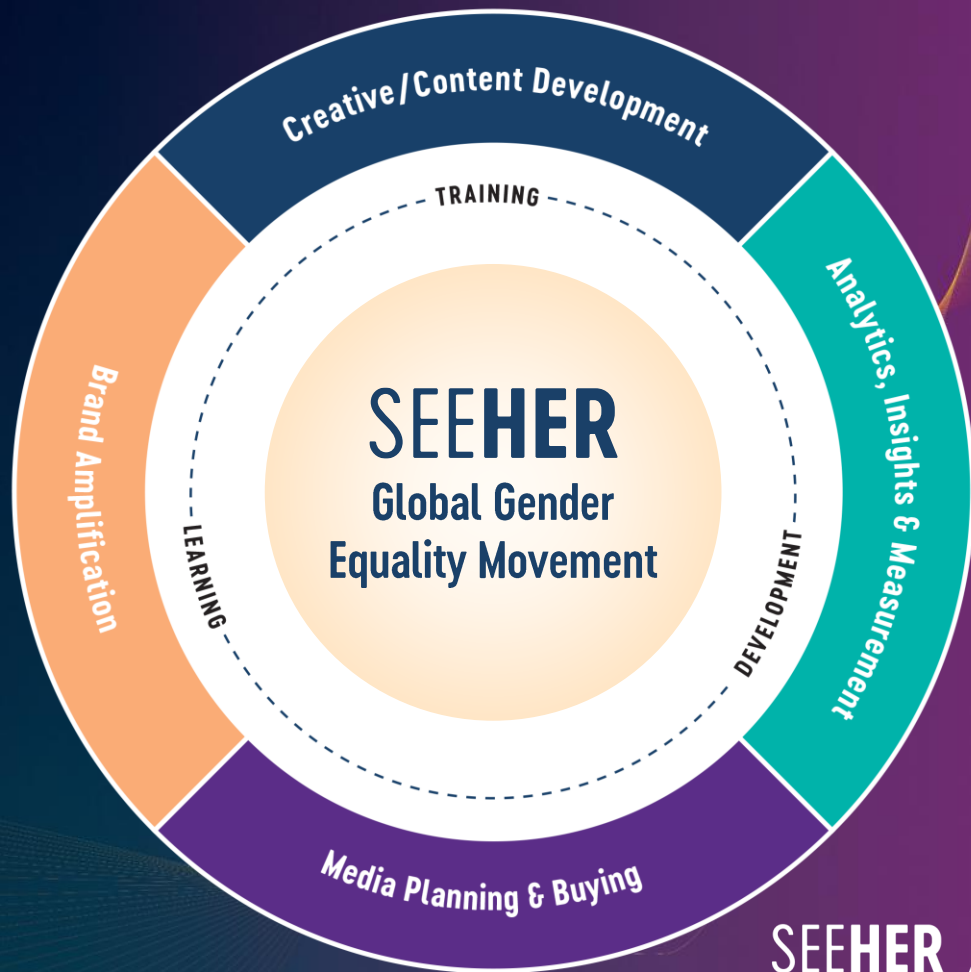 Creative/Content Development
TRAINING
Analytics, Insights & Measurement
Brand Amplification
SEEHER
Global Gender
Equality Movement
LEARNING
DEVELOPMENT
Media Planning & Buying
SEEHER